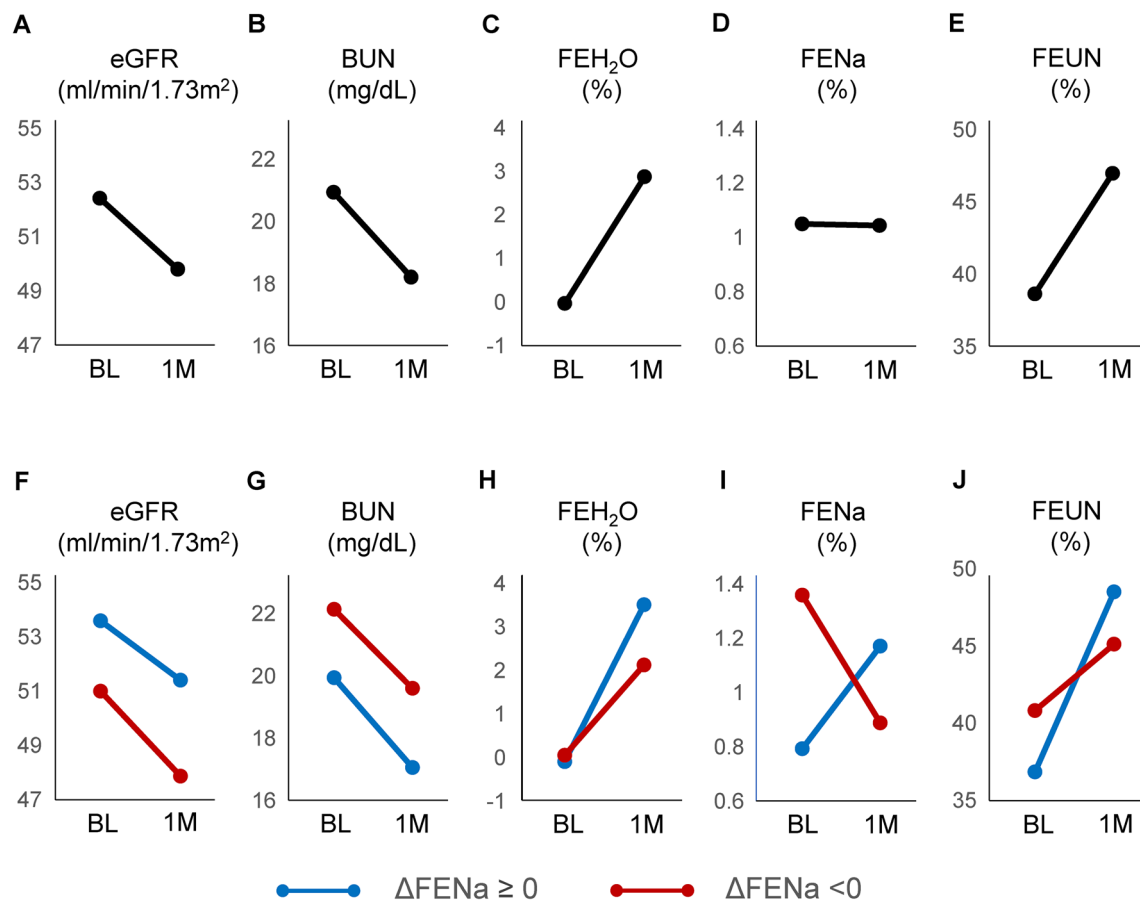 A
eGFR
(ml/min/1.73m²)
55
53
51
49
47
BL 1M
B
BUN
(mg/dL)
22
20
18
16
BL 1M
C
FEH₂O
(%)
4
3
2
1
0
-1
BL 1M
D
FENa
(%)
1.4
1.2
1
0.8
0.6
BL 1M
E
FEUN
(%)
50
45
40
35
BL 1M
F
eGFR
(ml/min/1.73m²)
55
53
51
49
47
BL 1M
G
BUN
(mg/dL)
22
20
18
16
BL 1M
H
FEH₂O
(%)
4
3
2
1
0
-1
BL 1M
I
FENa
(%)
1.4
1.2
1
0.8
0.6
BL 1M
J
FEUN
(%)
50
45
40
35
BL 1M
ΔFENa ≥ 0
ΔFENa <0